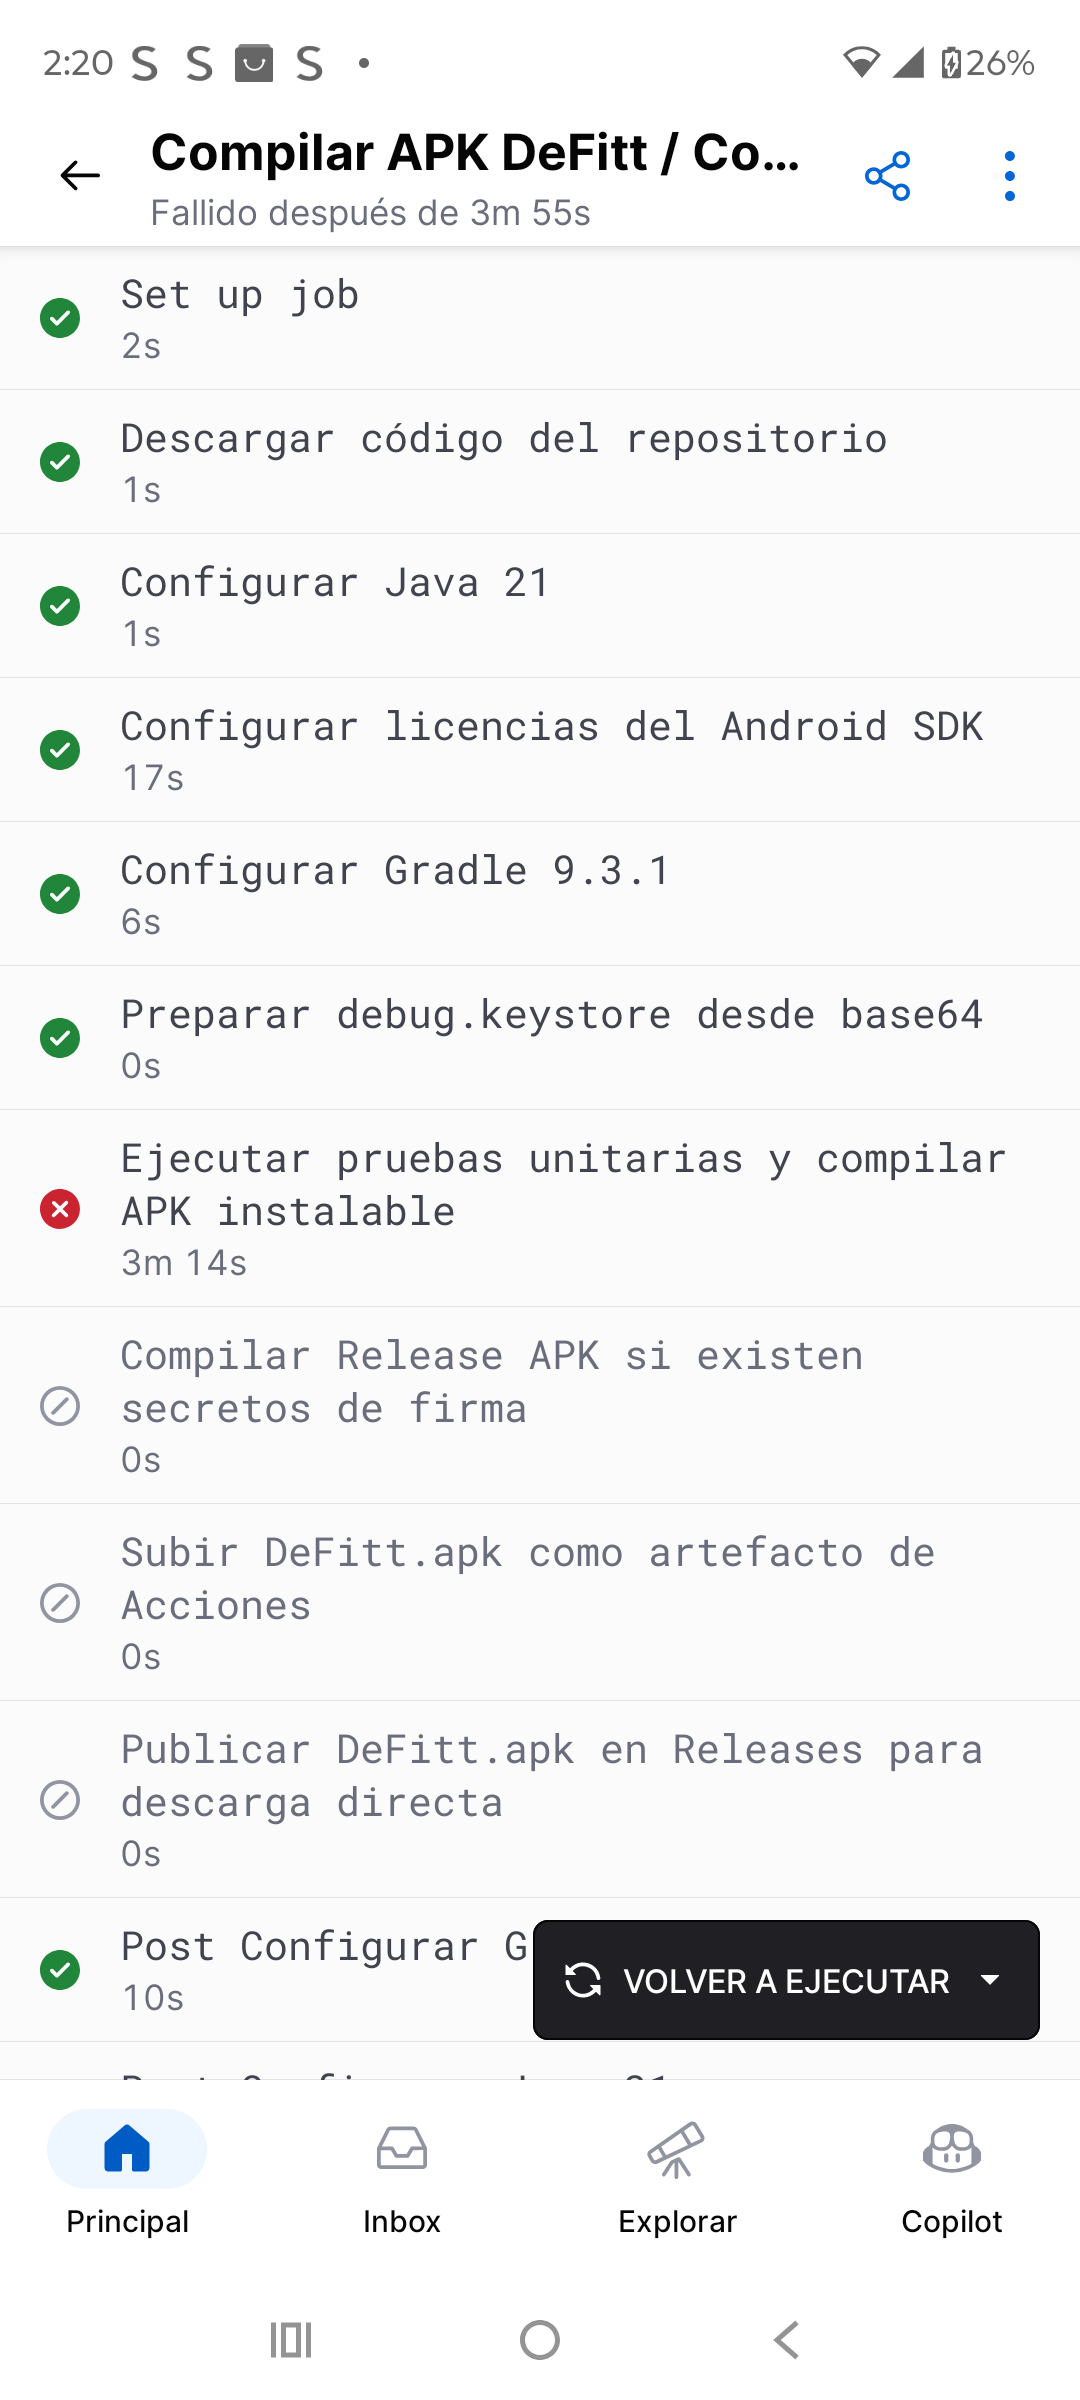 2:20 S S S • 26%
Compilar APK DeFitt / Co...
Fallido después de 3m 55s
Set up job
2s
Descargar código del repositorio
1s
Configurar Java 21
1s
Configurar licencias del Android SDK
17s
Configurar Gradle 9.3.1
6s
Preparar debug.keystore desde base64
0s
Ejecutar pruebas unitarias y compilar
APK instalable
3m 14s
Compilar Release APK si existen
secretos de firma
0s
Subir DeFitt.apk como artefacto de
Acciones
0s
Publicar DeFitt.apk en Releases para
descarga directa
0s
Post Configurar G
10s
VOLVER A EJECUTAR
Principal
Inbox
Explorar
Copilot